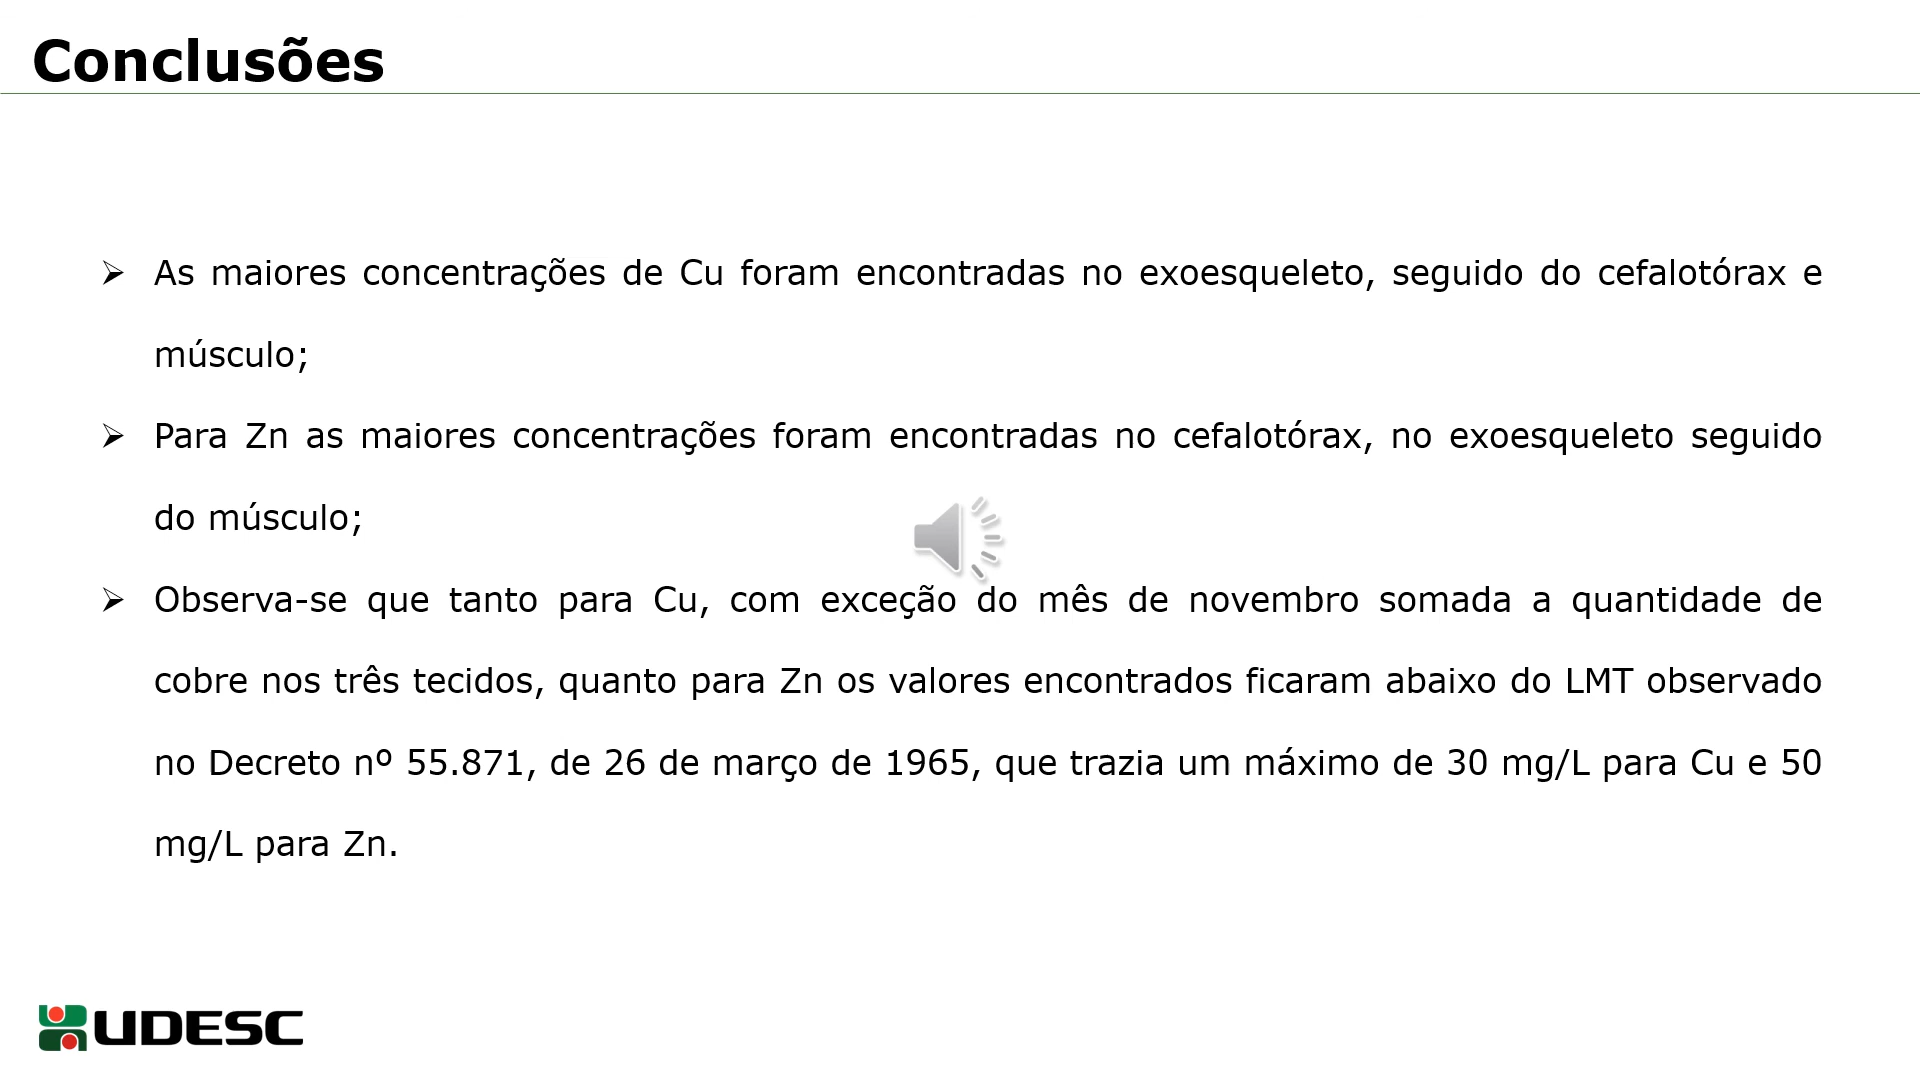 Conclusões
➢ As maiores concentrações de Cu foram encontradas no exoesqueleto, seguido do cefalotórax e
músculo;
➢ Para Zn as maiores concentrações foram encontradas no cefalotórax, no exoesqueleto seguido
do músculo;
➢ Observa-se que tanto para Cu, com exceção do mês de novembro somada a quantidade de
cobre nos três tecidos, quanto para Zn os valores encontrados ficaram abaixo do LMT observado
no Decreto nº 55.871, de 26 de março de 1965, que trazia um máximo de 30 mg/L para Cu e 50
mg/L para Zn.
UDESC